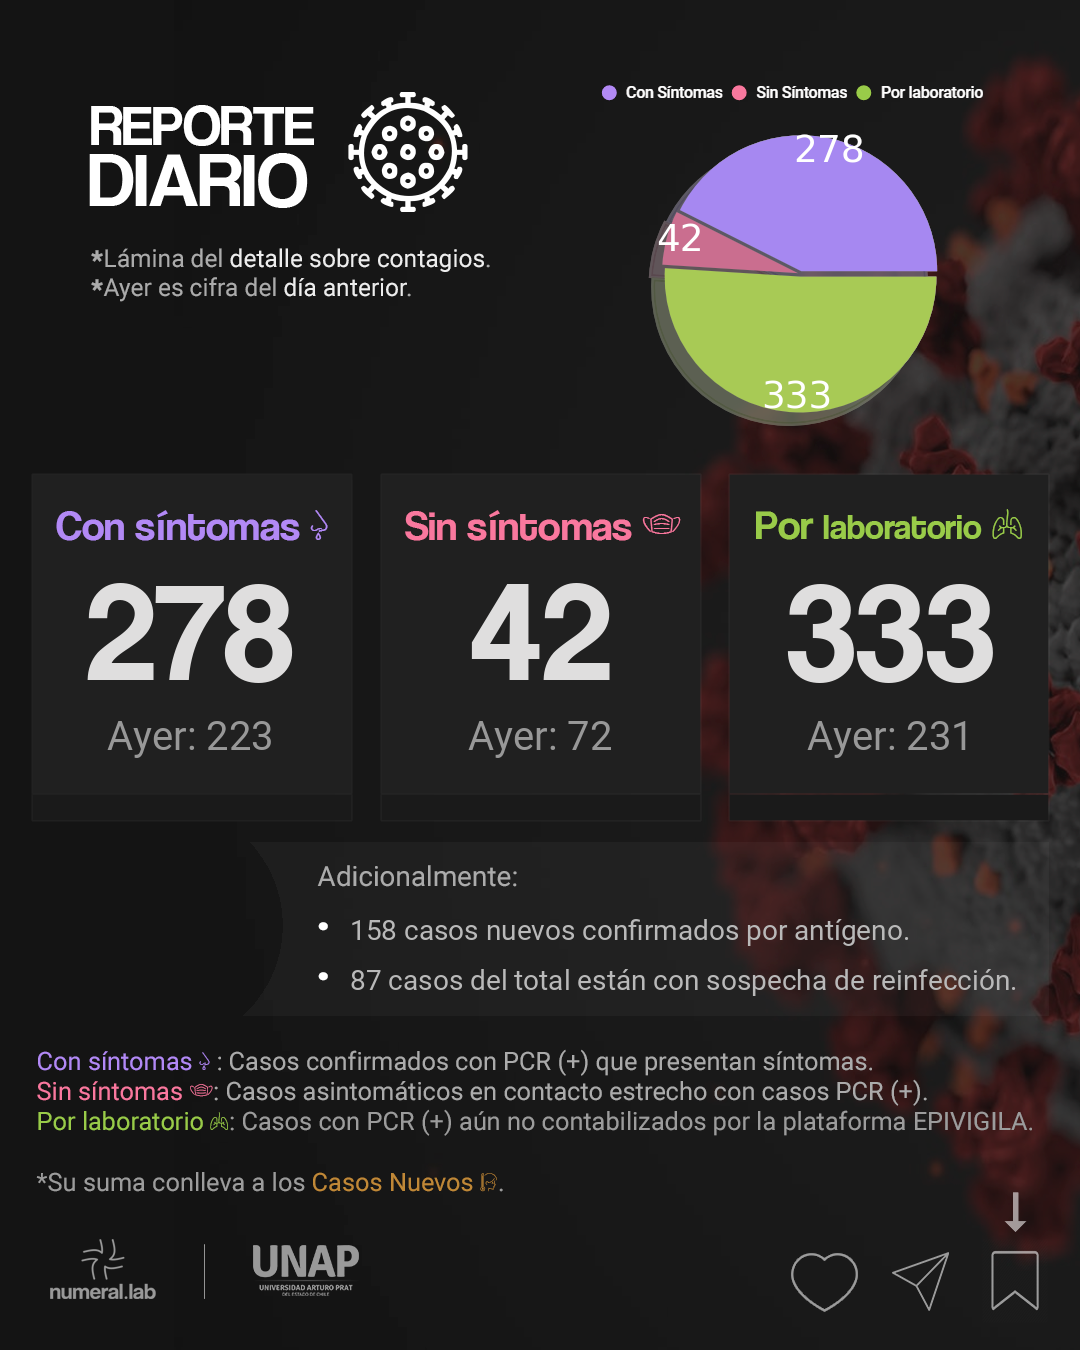 REPORTE
DIARIO
*Lámina del detalle sobre contagios.
*Ayer es cifra del día anterior.
Con Síntomas Sin Síntomas Por laboratorio
278
42
333
Con síntomas
278
Ayer: 223
Sin síntomas
42
Ayer: 72
Por laboratorio
333
Ayer: 231
Adicionalmente:
• 158 casos nuevos confirmados por antígeno.
• 87 casos del total están con sospecha de reinfección.
Con síntomas : Casos confirmados con PCR (+) que presentan síntomas.
Sin síntomas : Casos asintomáticos en contacto estrecho con casos PCR (+).
Por laboratorio : Casos con PCR (+) aún no contabilizados por la plataforma EPIVIGILA.
*Su suma conlleva a los Casos Nuevos .
numeral.lab
UNAP
UNIVERSIDAD ARTURO PRAT
DEL ESTADO DE CHILE